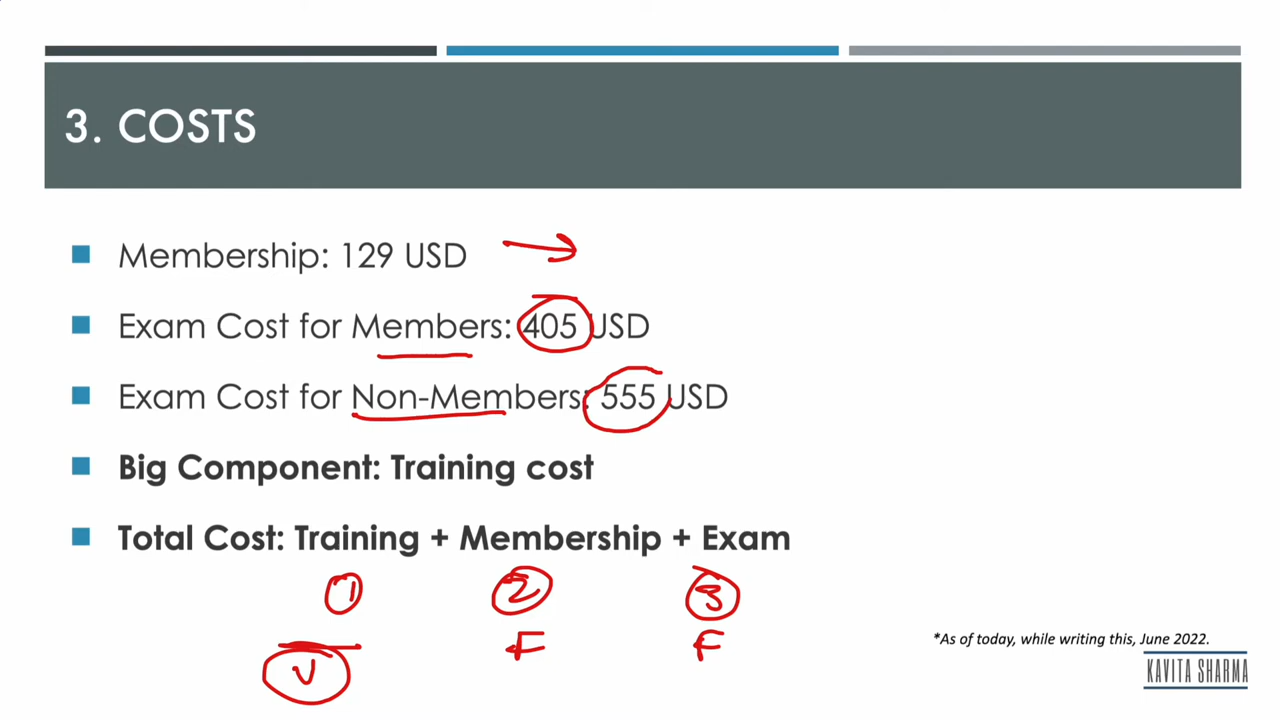 3. COSTS
Membership: 129 USD
Exam Cost for Members: 405 USD
Exam Cost for Non-Members: 555 USD
Big Component: Training cost
Total Cost: Training + Membership + Exam
1 2 3
V F F
*As of today, while writing this, June 2022.
KAVITA SHARMA